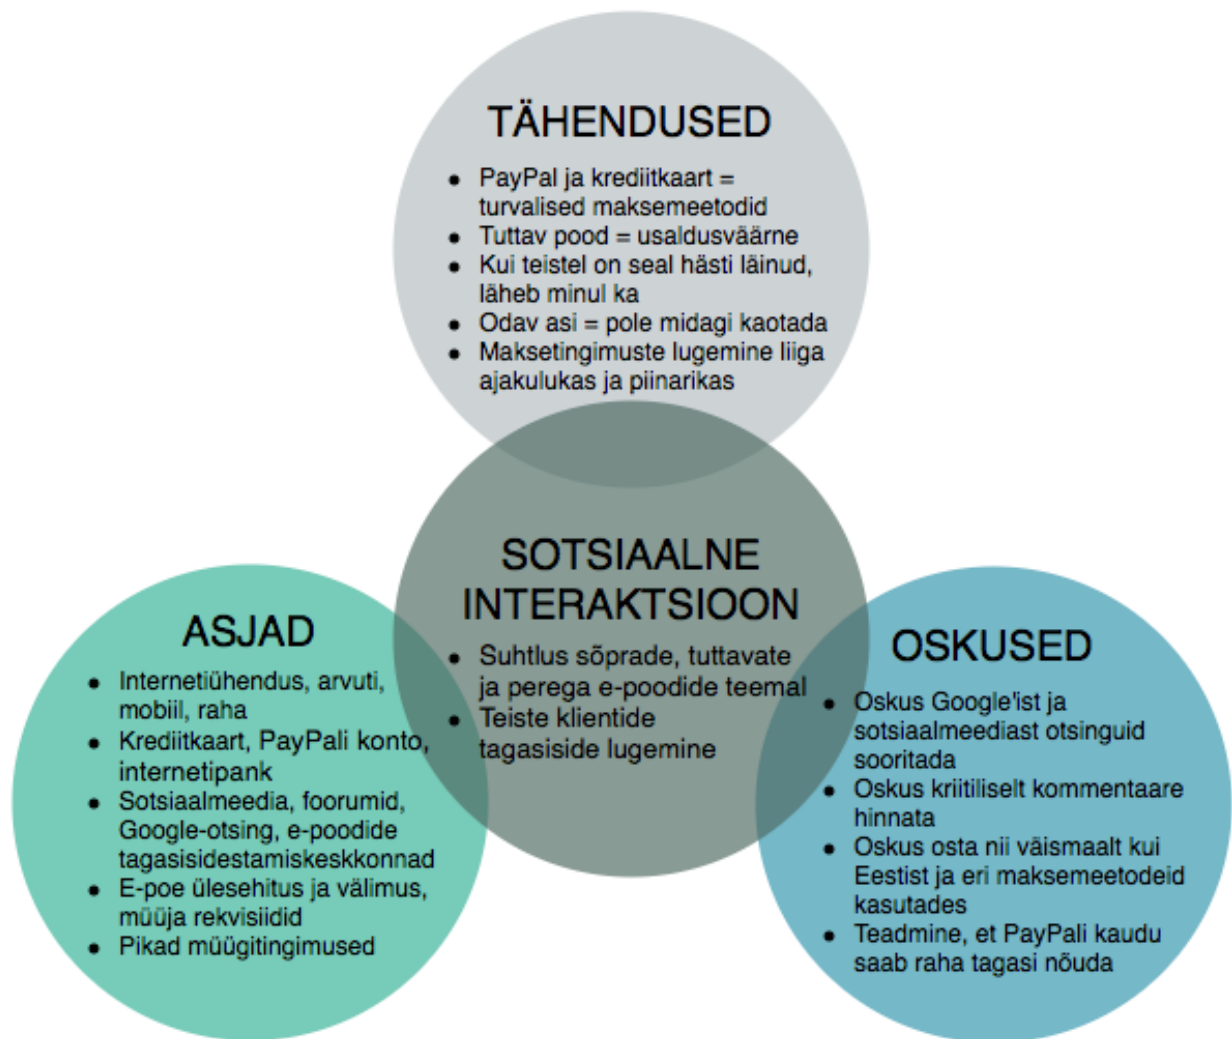 TÄHENDUSED
• PayPal ja krediitkaart =
turvalised maksemeetodid
• Tuttav pood = usaldusväärne
• Kui teistel on seal hästi läinud,
läheb minul ka
• Odav asi = pole midagi kaotada
• Maksetingimuste lugemine liiga
ajakulukas ja piinarikas
SOTSIAALNE
INTERAKTSIOON
• Suhtlus sõprade, tuttavate
ja perega e-poodide teemal
• Teiste klientide
tagasiside lugemine
ASJAD
• Internetiühendus, arvuti,
mobiil, raha
• Krediitkaart, PayPali konto,
internetipank
• Sotsiaalmeedia, foorumid,
Google-otsing, e-poodide
tagasisidestamiskeskkonnad
• E-poe ülesehitus ja välimus,
müüja rekvisiidid
• Pikad müügitingimused
OSKUSED
• Oskus Google'ist ja
sotsiaalmeediast otsinguid
sooritada
• Oskus kriitiliselt kommentaare
hinnata
• Oskus osta nii väismaalt kui
Eestist ja eri maksemeetodeid
kasutades
• Teadmine, et PayPali kaudu
saab raha tagasi nõuda